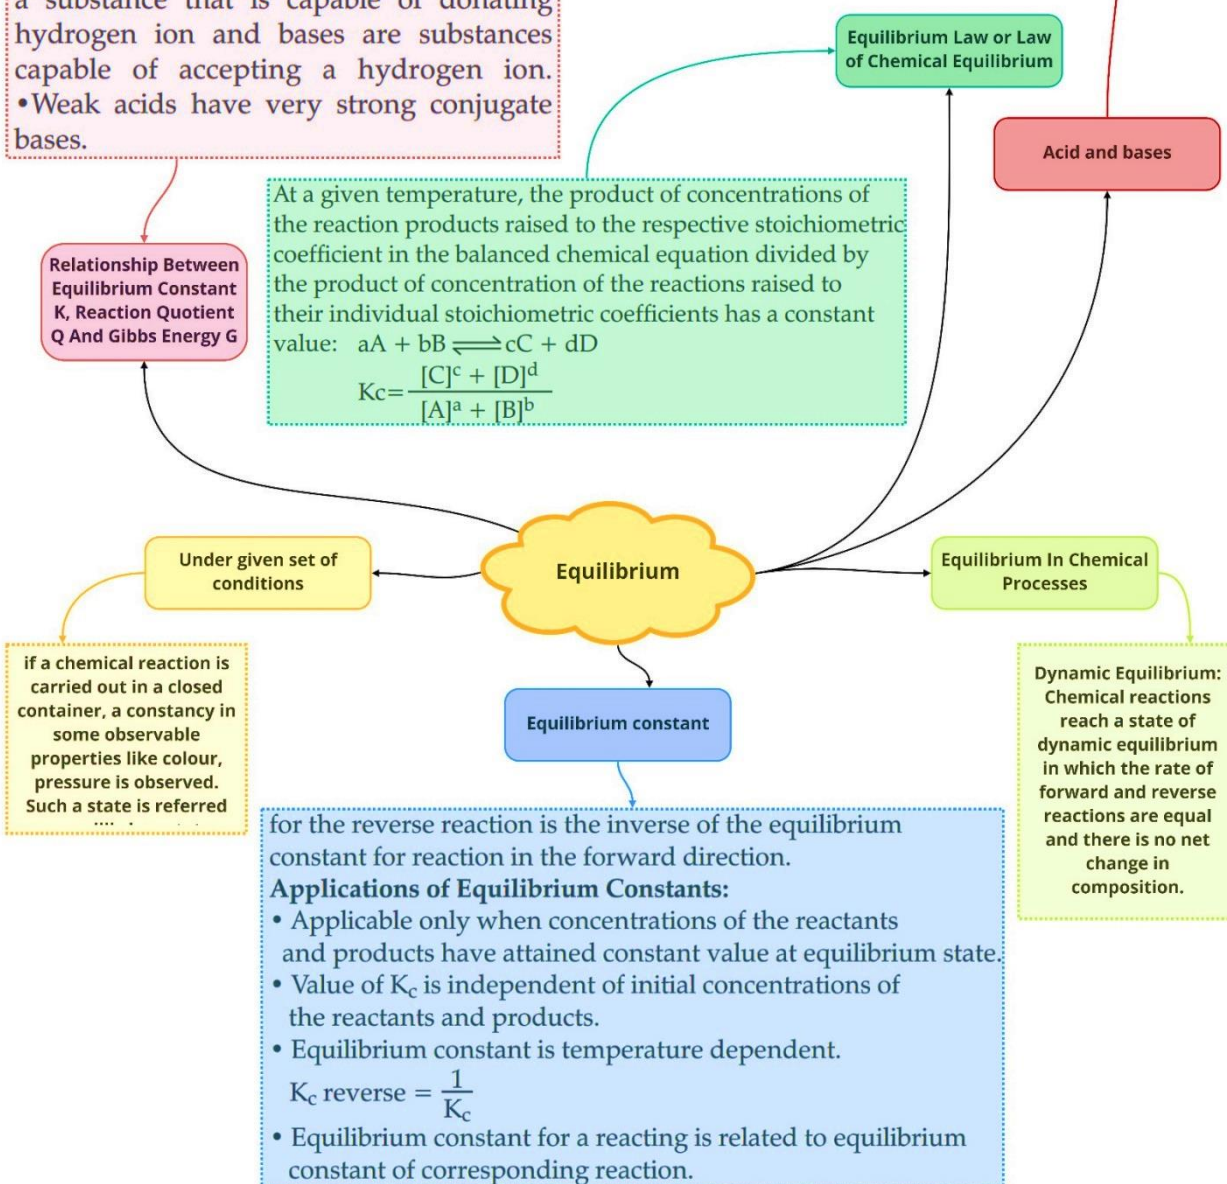 a substance that is capable of donating
hydrogen ion and bases are substances
capable of accepting a hydrogen ion.
•Weak acids have very strong conjugate
bases.
Equilibrium Law or Law
of Chemical Equilibrium
Acid and bases
At a given temperature, the product of concentrations of
the reaction products raised to the respective stoichiometric
coefficient in the balanced chemical equation divided by
the product of concentration of the reactions raised to
their individual stoichiometric coefficients has a constant
value: aA + bB ⇌ cC + dD
Kc= [C]ᶜ + [D]ᵈ
[A]ᵃ + [B]ᵇ
Relationship Between
Equilibrium Constant
K, Reaction Quotient
Q And Gibbs Energy G
Under given set of
conditions
Equilibrium
Equilibrium In Chemical
Processes
if a chemical reaction is
carried out in a closed
container, a constancy in
some observable
properties like colour,
pressure is observed.
Such a state is referred
Equilibrium constant
Dynamic Equilibrium:
Chemical reactions
reach a state of
dynamic equilibrium
in which the rate of
forward and reverse
reactions are equal
and there is no net
change in
composition.
for the reverse reaction is the inverse of the equilibrium
constant for reaction in the forward direction.
Applications of Equilibrium Constants:
• Applicable only when concentrations of the reactants
and products have attained constant value at equilibrium state.
• Value of Kc is independent of initial concentrations of
the reactants and products.
• Equilibrium constant is temperature dependent.
Kc reverse = 1
Kc
• Equilibrium constant for a reacting is related to equilibrium
constant of corresponding reaction.